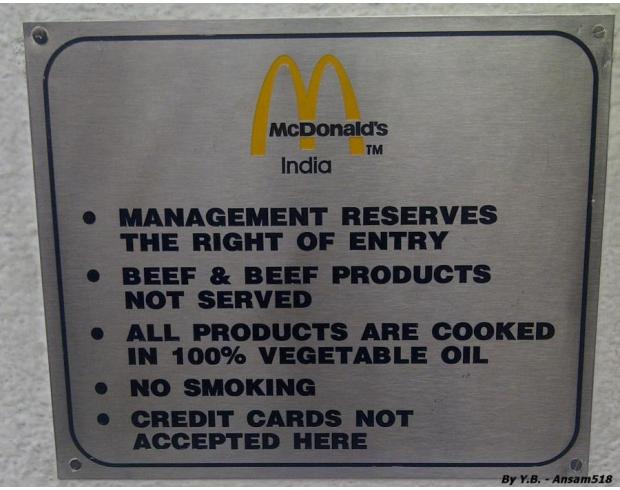 McDonald's
TM
India
• MANAGEMENT RESERVES
THE RIGHT OF ENTRY
• BEEF & BEEF PRODUCTS
NOT SERVED
• ALL PRODUCTS ARE COOKED
IN 100% VEGETABLE OIL
• NO SMOKING
• CREDIT CARDS NOT
ACCEPTED HERE
By Y.B. - Ansam518